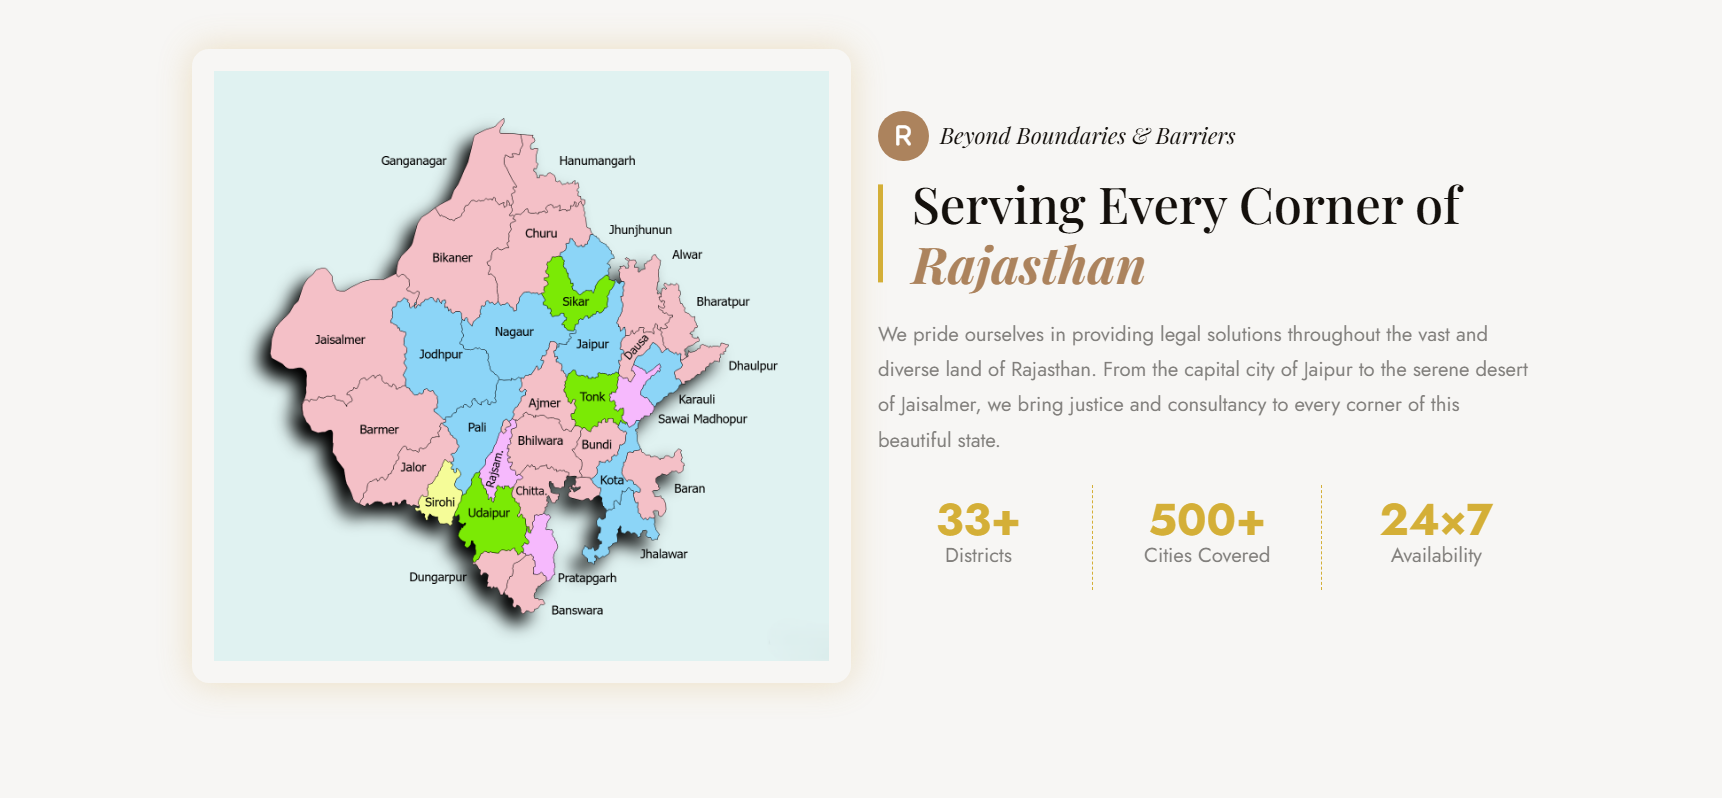 Ganganagar
Hanumangarh
Churu
Jhunjhunun
Bikaner
Alwar
Sikar
Bharatpur
Nagaur
Jaisalmer
Jaipur
Dausa
Jodhpur
Dhaulpur
Tonk
Ajmer
Karauli
Sawai Madhopur
Pali
Barmer
Bhilwara
Bundi
Jalor
Rajsam.
Kota
Baran
Chitta.
Sirohi
Udaipur
Jhalawar
Dungarpur
Pratapgarh
Banswara
R Beyond Boundaries & Barriers
Serving Every Corner of
Rajasthan
We pride ourselves in providing legal solutions throughout the vast and
diverse land of Rajasthan. From the capital city of Jaipur to the serene desert
of Jaisalmer, we bring justice and consultancy to every corner of this
beautiful state.
33+ 500+ 24×7
Districts Cities Covered Availability